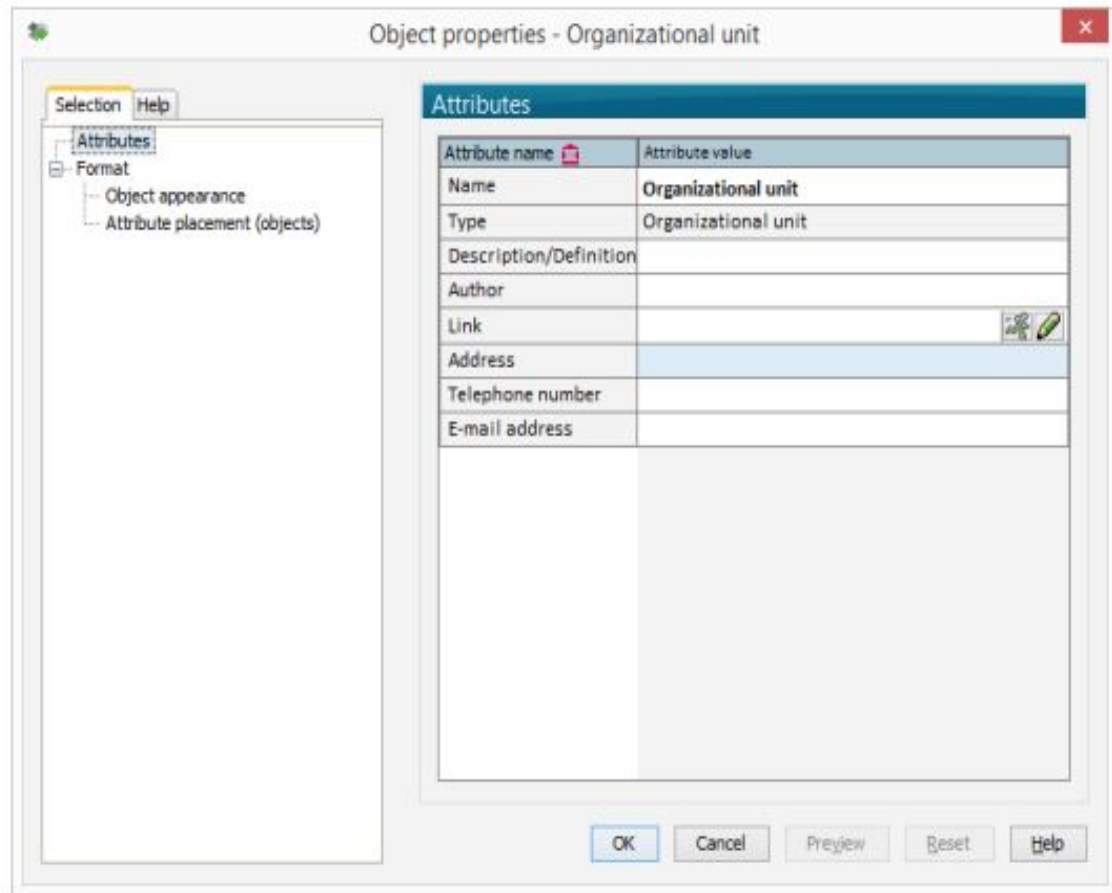 Object properties - Organizational unit
Selection Help
Attributes
Format
Object appearance
Attribute placement (objects)
Attributes
Attribute name Attribute value
Name Organizational unit
Type Organizational unit
Description/Definition
Author
Link
Address
Telephone number
E-mail address
OK Cancel Preview Reset Help